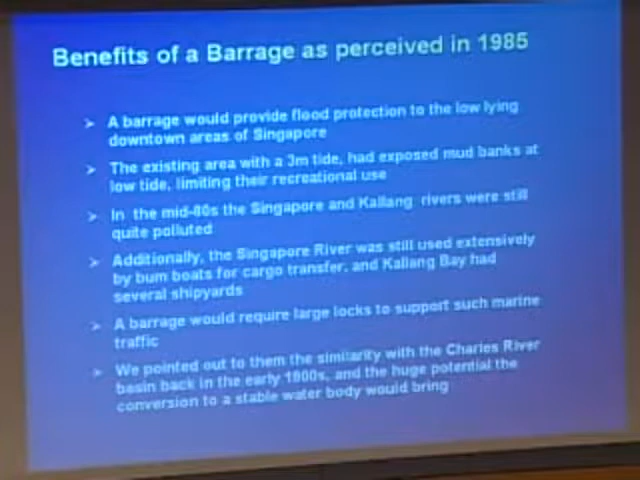 Benefits of a Barrage as perceived in 1985
➢ A barrage would provide flood protection to the low lying
downtown areas of Singapore
➢ The existing area with a 3m tide, had exposed mud banks at
low tide, limiting their recreational use
➢ In the mid-80s the Singapore and Kallang rivers were still
quite polluted
➢ Additionally, the Singapore River was still used extensively
by bum boats for cargo transfer, and Kallang Bay had
several shipyards
➢ A barrage would require large locks to support such marine
traffic
➢ We pointed out to them the similarity with the Charles River
basin back in the early 1900s, and the huge potential the
conversion to a stable water body would bring